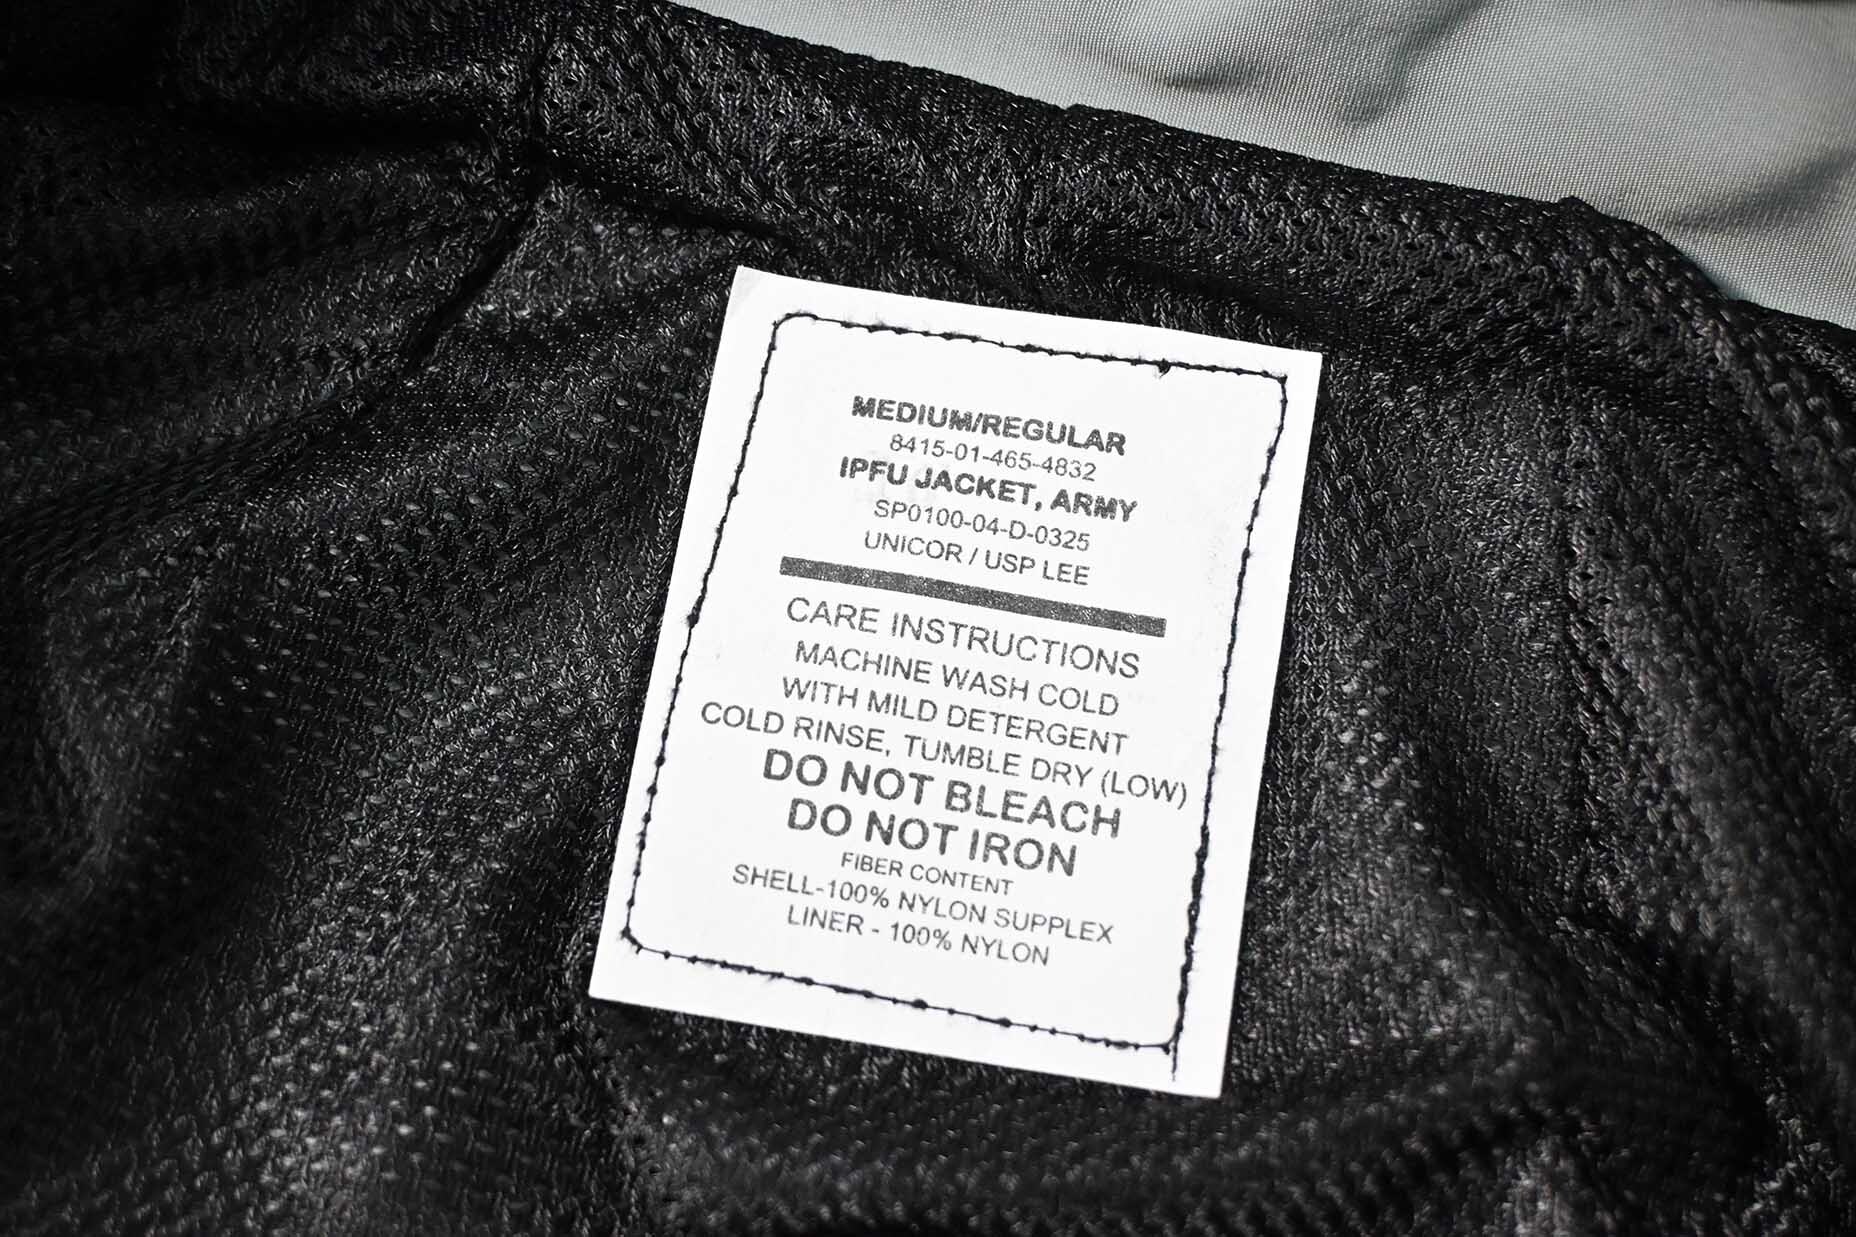 MEDIUM/REGULAR
8415-01-465-4832
IPFU JACKET, ARMY
SP0100-04-D-0325
UNICOR / USP LEE
CARE INSTRUCTIONS
MACHINE WASH COLD
WITH MILD DETERGENT
COLD RINSE, TUMBLE DRY (LOW)
DO NOT BLEACH
DO NOT IRON
FIBER CONTENT
SHELL-100% NYLON SUPPLEX
LINER - 100% NYLON